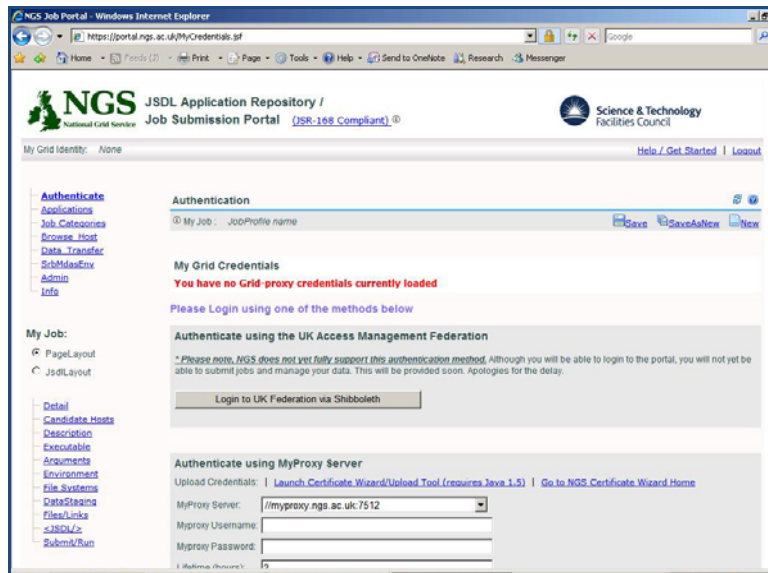 NGS Job Portal - Windows Internet Explorer
https://portal.ngs.ac.uk/MyCredentials.jsf
Google
Home
Feeds (2)
Print
Page
Tools
Help
Send to OneNote
Research
Messenger
NGS
National Grid Service
JSDL Application Repository /
Job Submission Portal (JSR-168 Compliant)
Science & Technology
Facilities Council
My Grid Identity: None
Help / Get Started | Logout
Authenticate
Applications
Job Categories
Browse Host
Data Transfer
SrbMdasEnv
Admin
Info
My Job:
PageLayout
JsdlLayout
Detail
Candidate Hosts
Description
Executable
Arguments
Environment
File Systems
DataStaging
Files/Links
<JSDL/>
Submit/Run
Authentication
My Job : JobProfile name
Save SaveAsNew New
My Grid Credentials
You have no Grid-proxy credentials currently loaded
Please Login using one of the methods below
Authenticate using the UK Access Management Federation
* Please note, NGS does not yet fully support this authentication method. Although you will be able to login to the portal, you will not yet be
able to submit jobs and manage your data. This will be provided soon. Apologies for the delay.
Login to UK Federation via Shibboleth
Authenticate using MyProxy Server
Upload Credentials: | Launch Certificate Wizard/Upload Tool (requires Java 1.5) | Go to NGS Certificate Wizard Home
MyProxy Server: //myproxy.ngs.ac.uk:7512
Myproxy Username:
Myproxy Password:
Lifetime (hours): 2